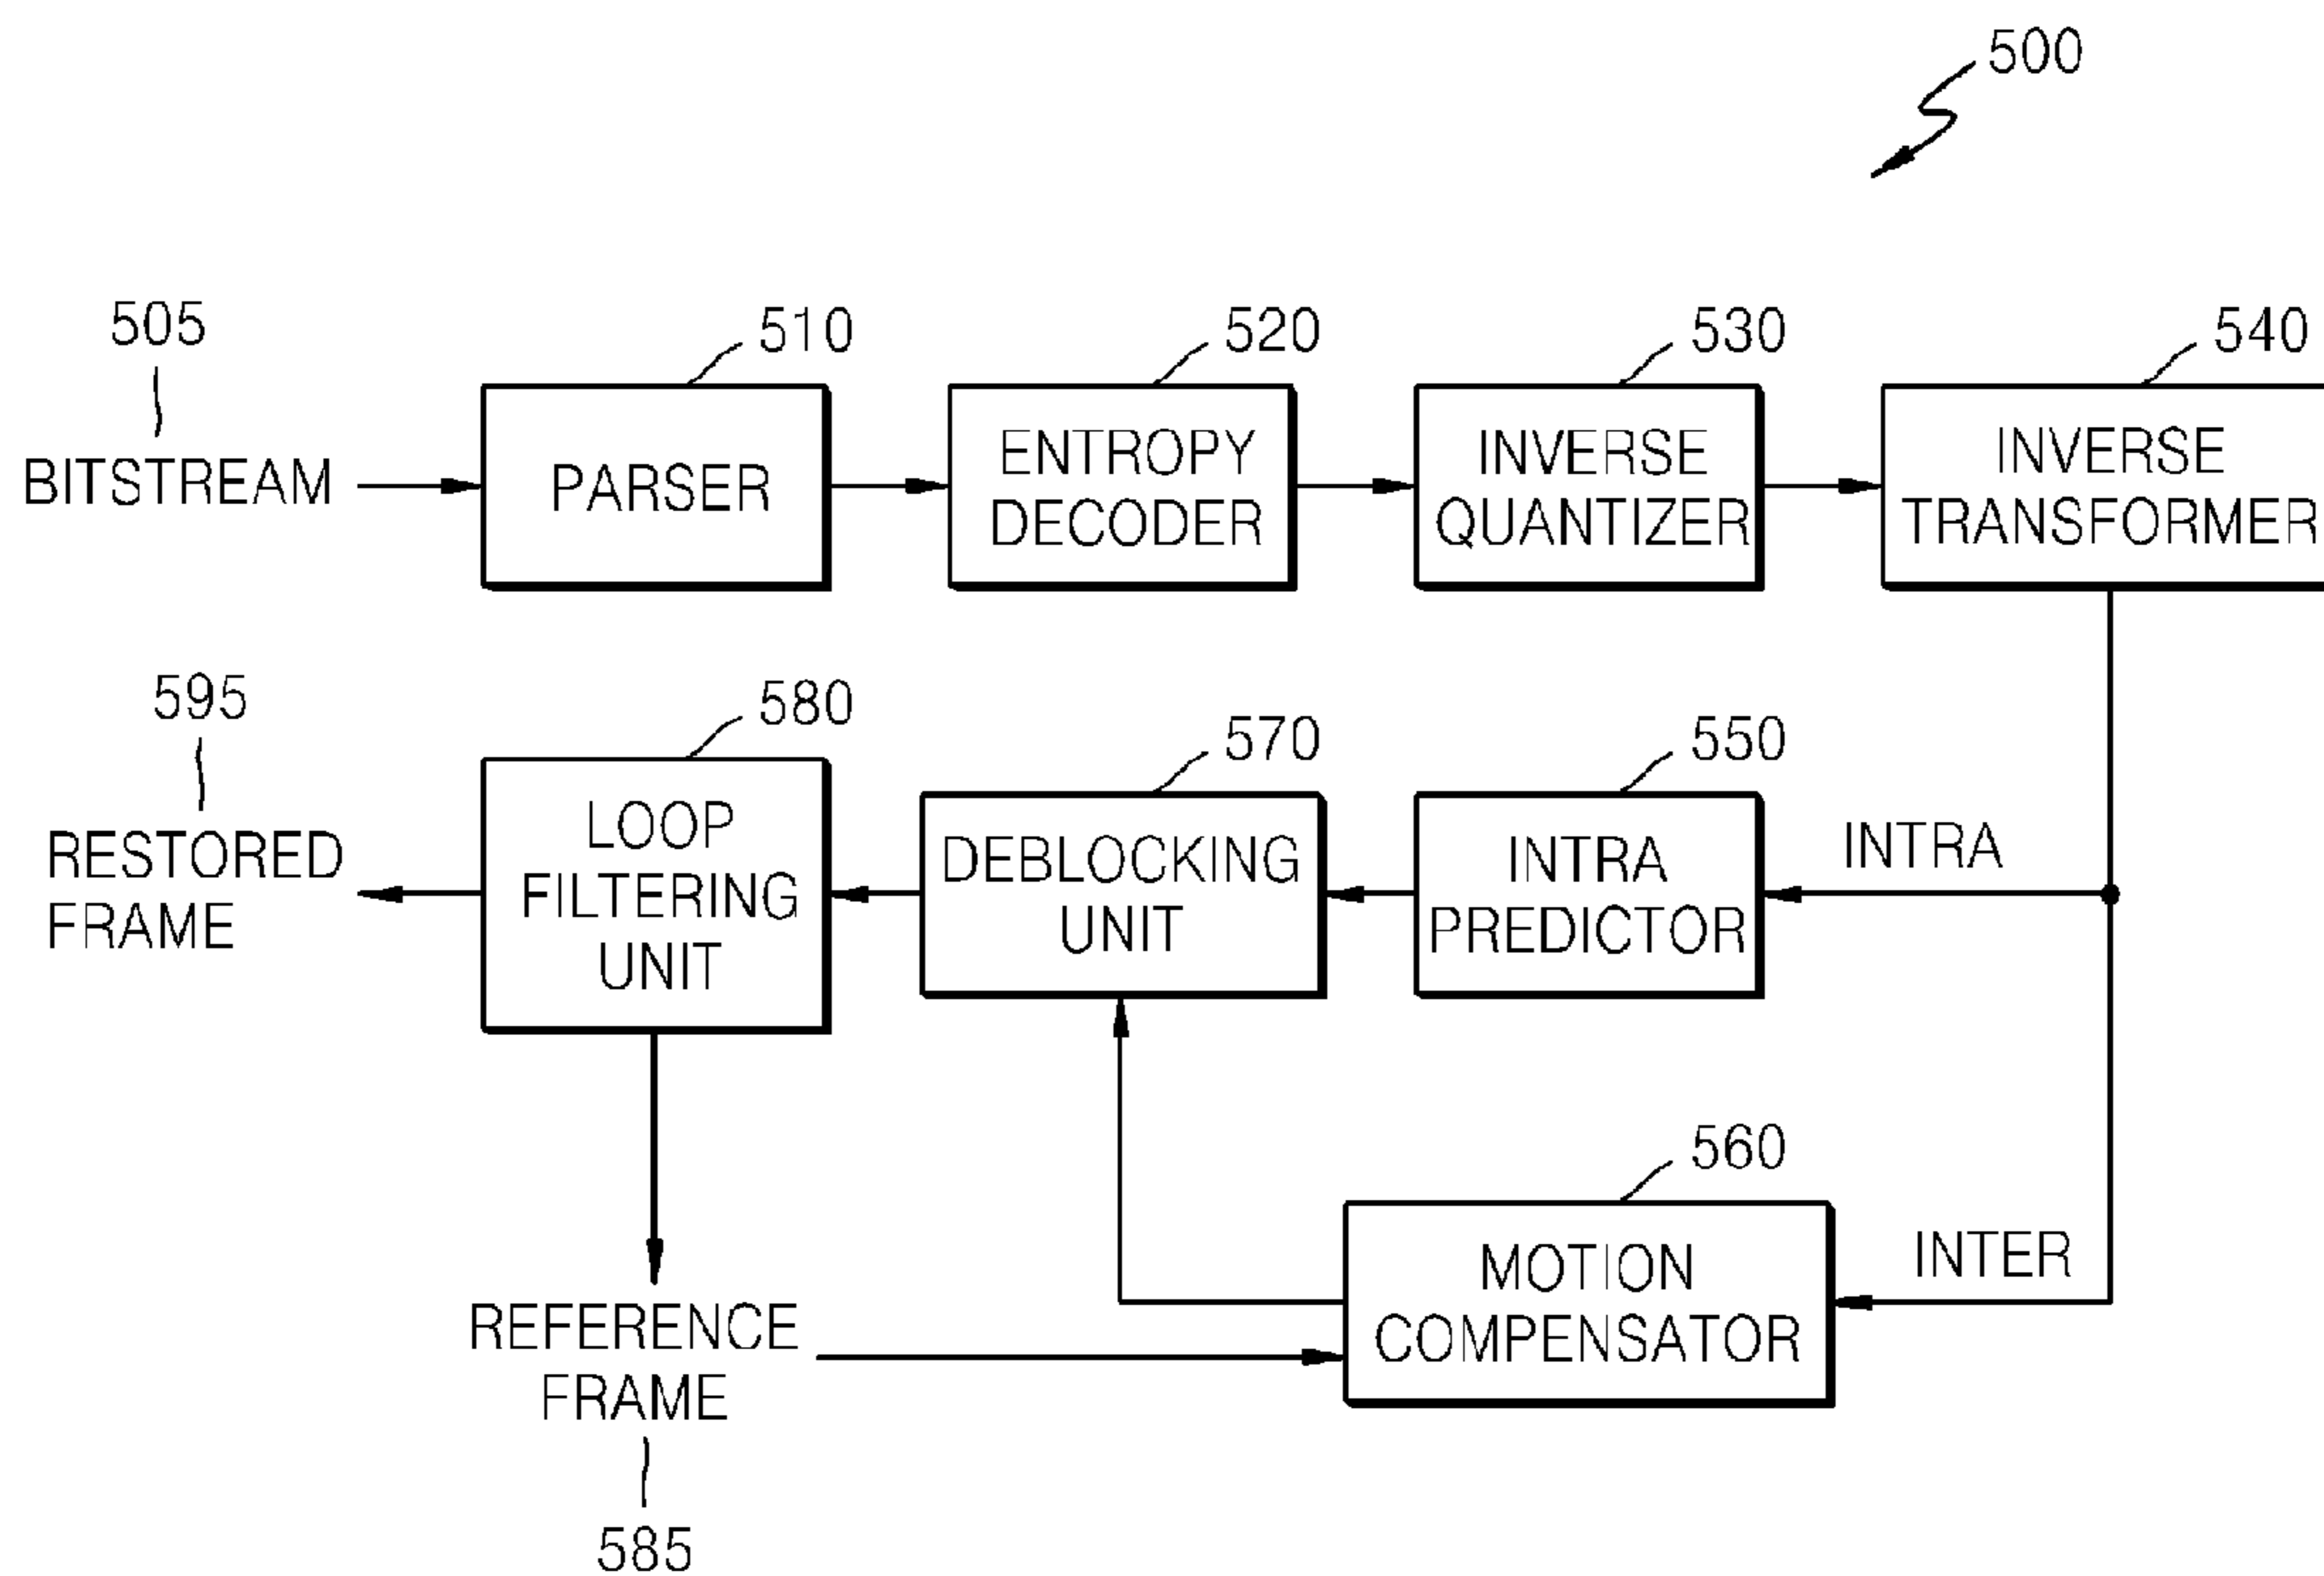 500
505
510
520
530
540
BITSTREAM
PARSER
ENTROPY
DECODER
INVERSE
QUANTIZER
INVERSE
TRANSFORMER
595
580
570
550
RESTORED
FRAME
LOOP
FILTERING
UNIT
DEBLOCKING
UNIT
INTRA
PREDICTOR
INTRA
560
MOTION
COMPENSATOR
INTER
REFERENCE
FRAME
585